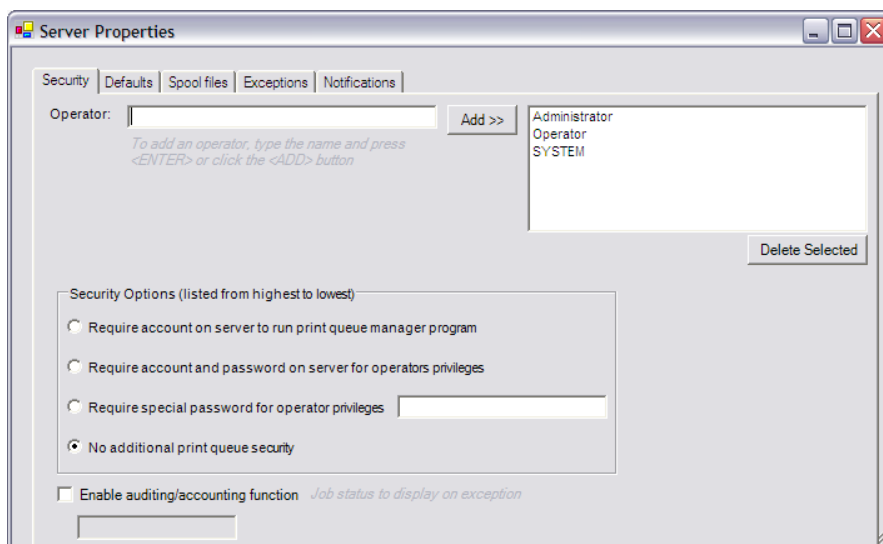 Server Properties
Security Defaults Spool files Exceptions Notifications
Operator:
Add >>
To add an operator, type the name and press
<ENTER> or click the <ADD> button
Administrator
Operator
SYSTEM
Delete Selected
Security Options (listed from highest to lowest)
Require account on server to run print queue manager program
Require account and password on server for operators privileges
Require special password for operator privileges
No additional print queue security
Enable auditing/accounting function Job status to display on exception